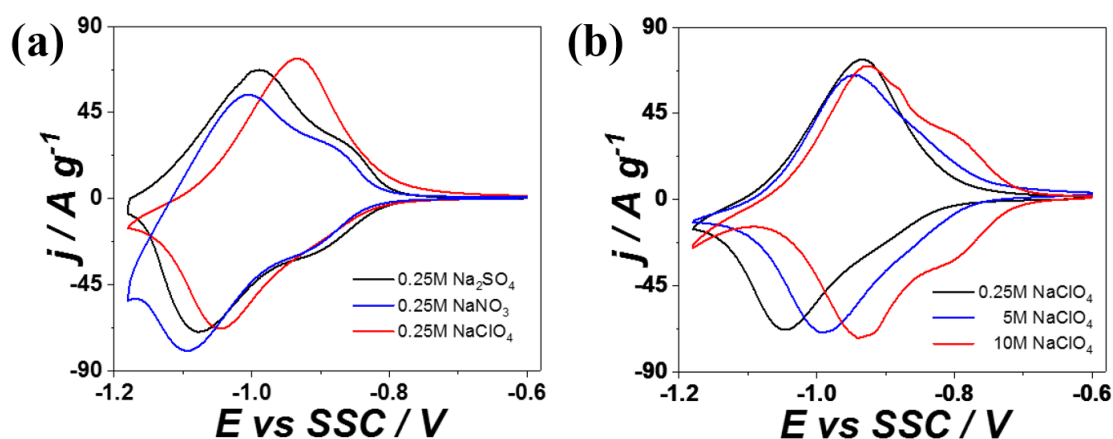 (a)
90
45
0
-45
-90
j / A g⁻¹
0.25M Na₂SO₄
0.25M NaNO₃
0.25M NaClO₄
-1.2
-1.0
-0.8
-0.6
E vs SSC / V
(b)
90
45
0
-45
-90
j / A g⁻¹
0.25M NaClO₄
5M NaClO₄
10M NaClO₄
-1.2
-1.0
-0.8
-0.6
E vs SSC / V